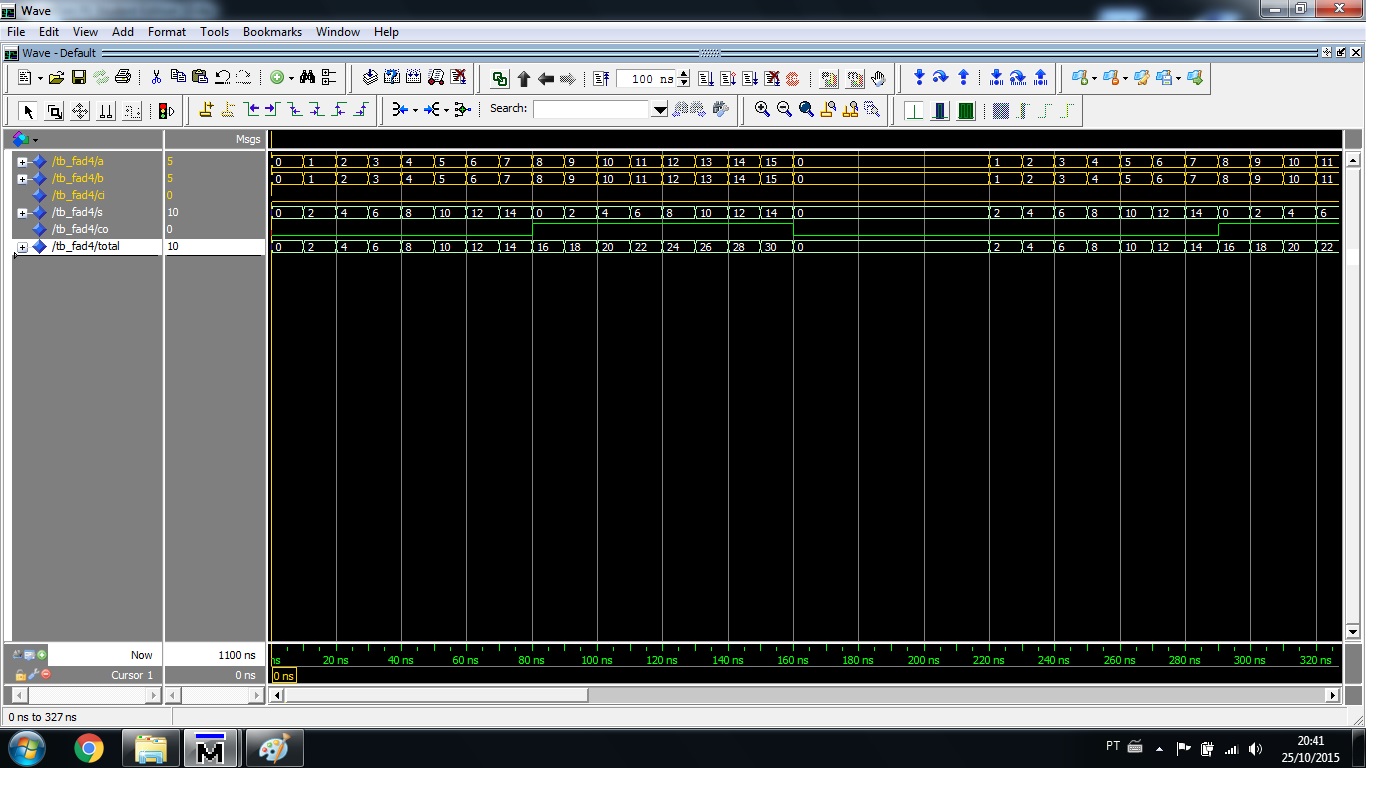 Wave
File Edit View Add Format Tools Bookmarks Window Help
Wave - Default
100 ns
Search:
Msgs
/tb_fad4/a 5 0 1 2 3 4 5 6 7 8 9 10 11 12 13 14 15 0 1 2 3 4 5 6 7 8 9 10 11
/tb_fad4/b 5 0 1 2 3 4 5 6 7 8 9 10 11 12 13 14 15 0 1 2 3 4 5 6 7 8 9 10 11
/tb_fad4/ci 0
/tb_fad4/s 10 0 2 4 6 8 10 12 14 0 2 4 6 8 10 12 14 0 2 4 6 8 10 12 14 0 2 4 6
/tb_fad4/co 0
/tb_fad4/total 10 0 2 4 6 8 10 12 14 16 18 20 22 24 26 28 30 0 2 4 6 8 10 12 14 16 18 20 22
Now 1100 ns ns 20 ns 40 ns 60 ns 80 ns 100 ns 120 ns 140 ns 160 ns 180 ns 200 ns 220 ns 240 ns 260 ns 280 ns 300 ns 320 ns
Cursor 1 0 ns 0 ns
0 ns to 327 ns
M
PT
20:41
25/10/2015